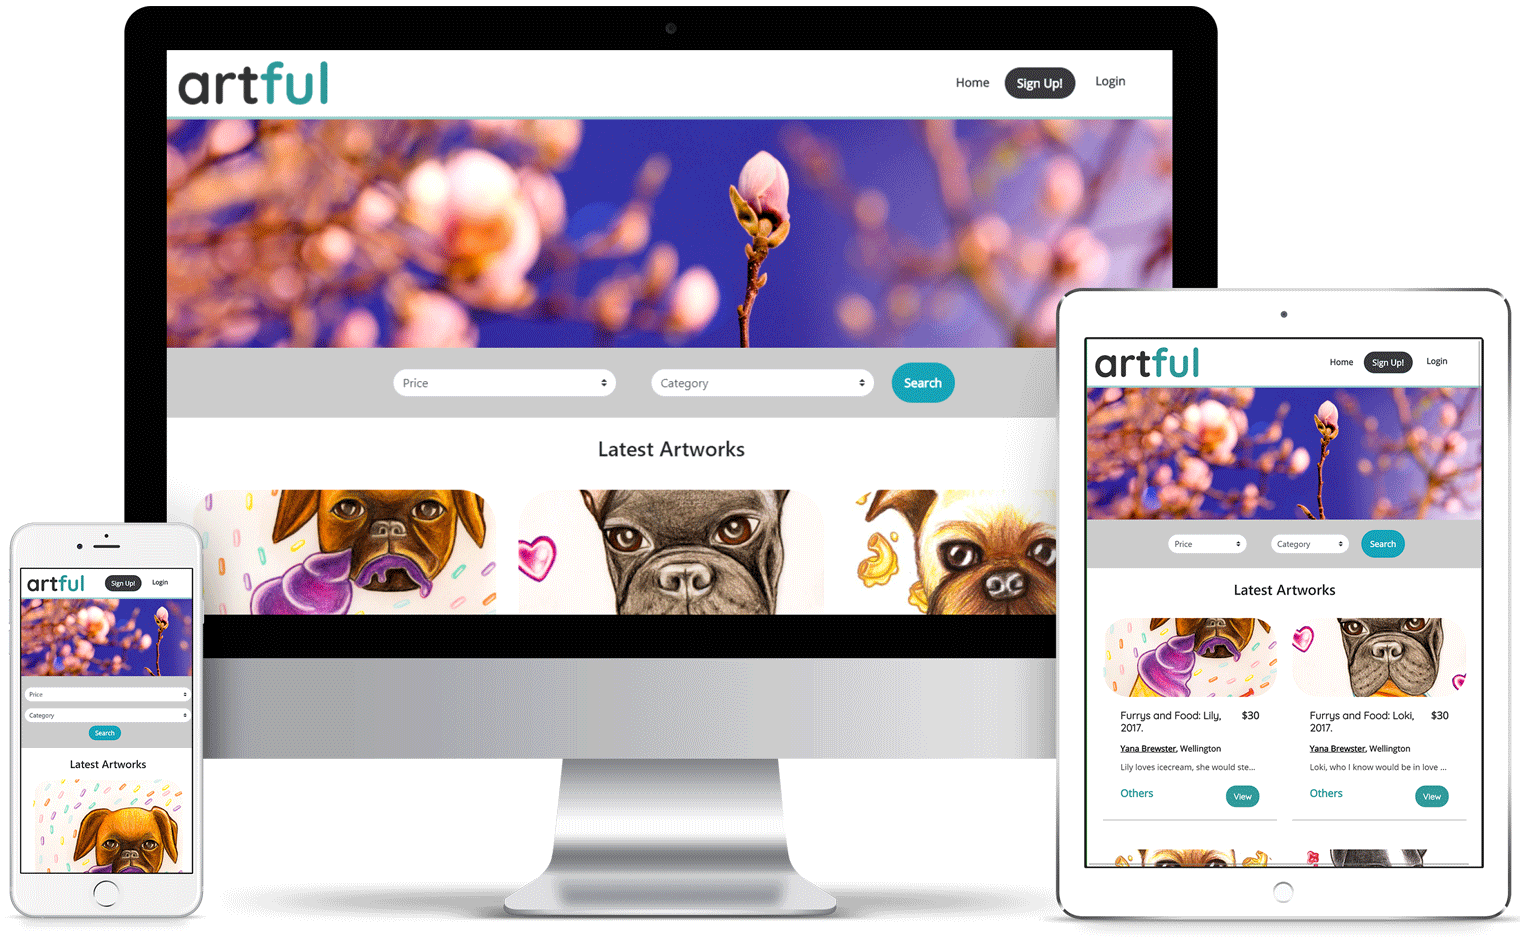 artful
Home Sign Up! Login
Price Category Search
Latest Artworks
artful
Home Sign Up! Login
Price Category Search
Latest Artworks
Furrys and Food: Lily, $30
2017.
Yana Brewster, Wellington
Lily loves icecream, she would ste...
Others View
Furrys and Food: Loki, $30
2017.
Yana Brewster, Wellington
Loki, who I know would be in love ...
Others View
artful Sign Up! Login
Price
Category
Search
Latest Artworks